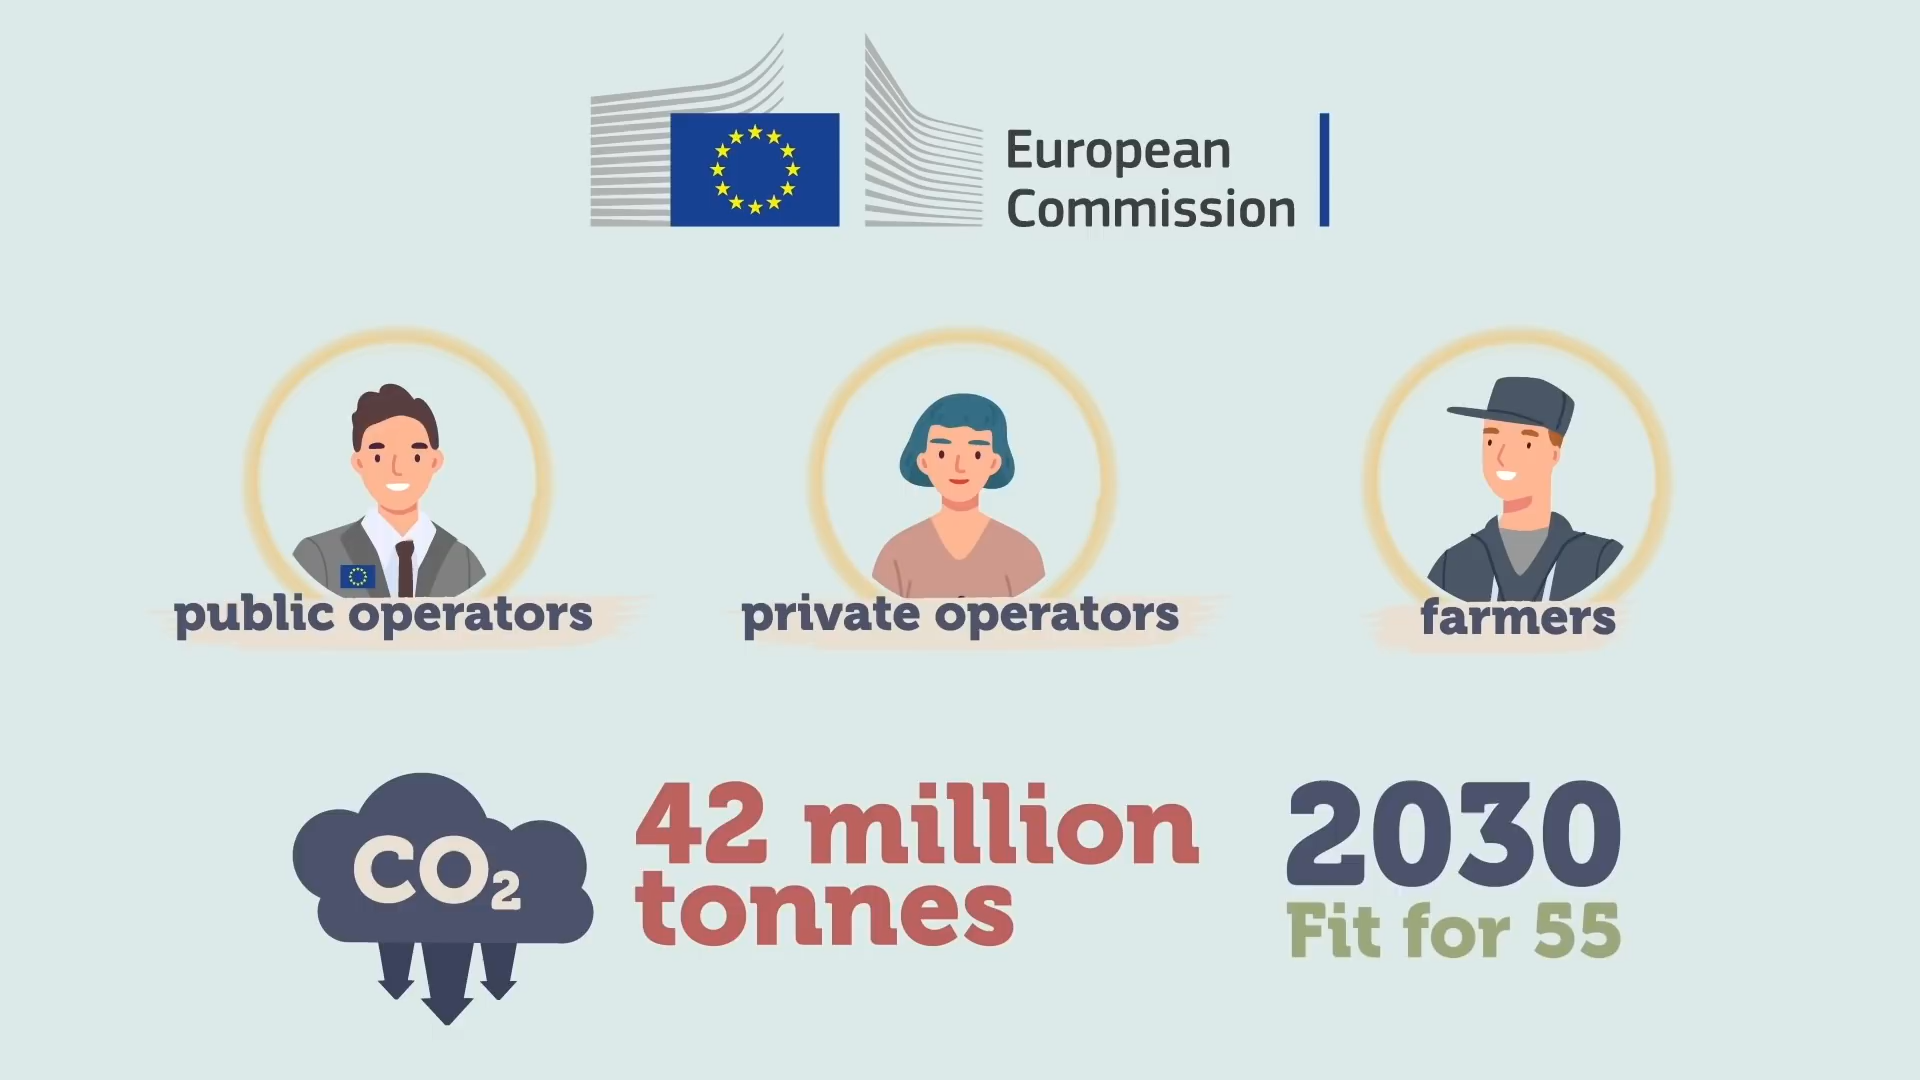 European
Commission
public operators
private operators
farmers
CO₂
42 million
tonnes
2030
Fit for 55